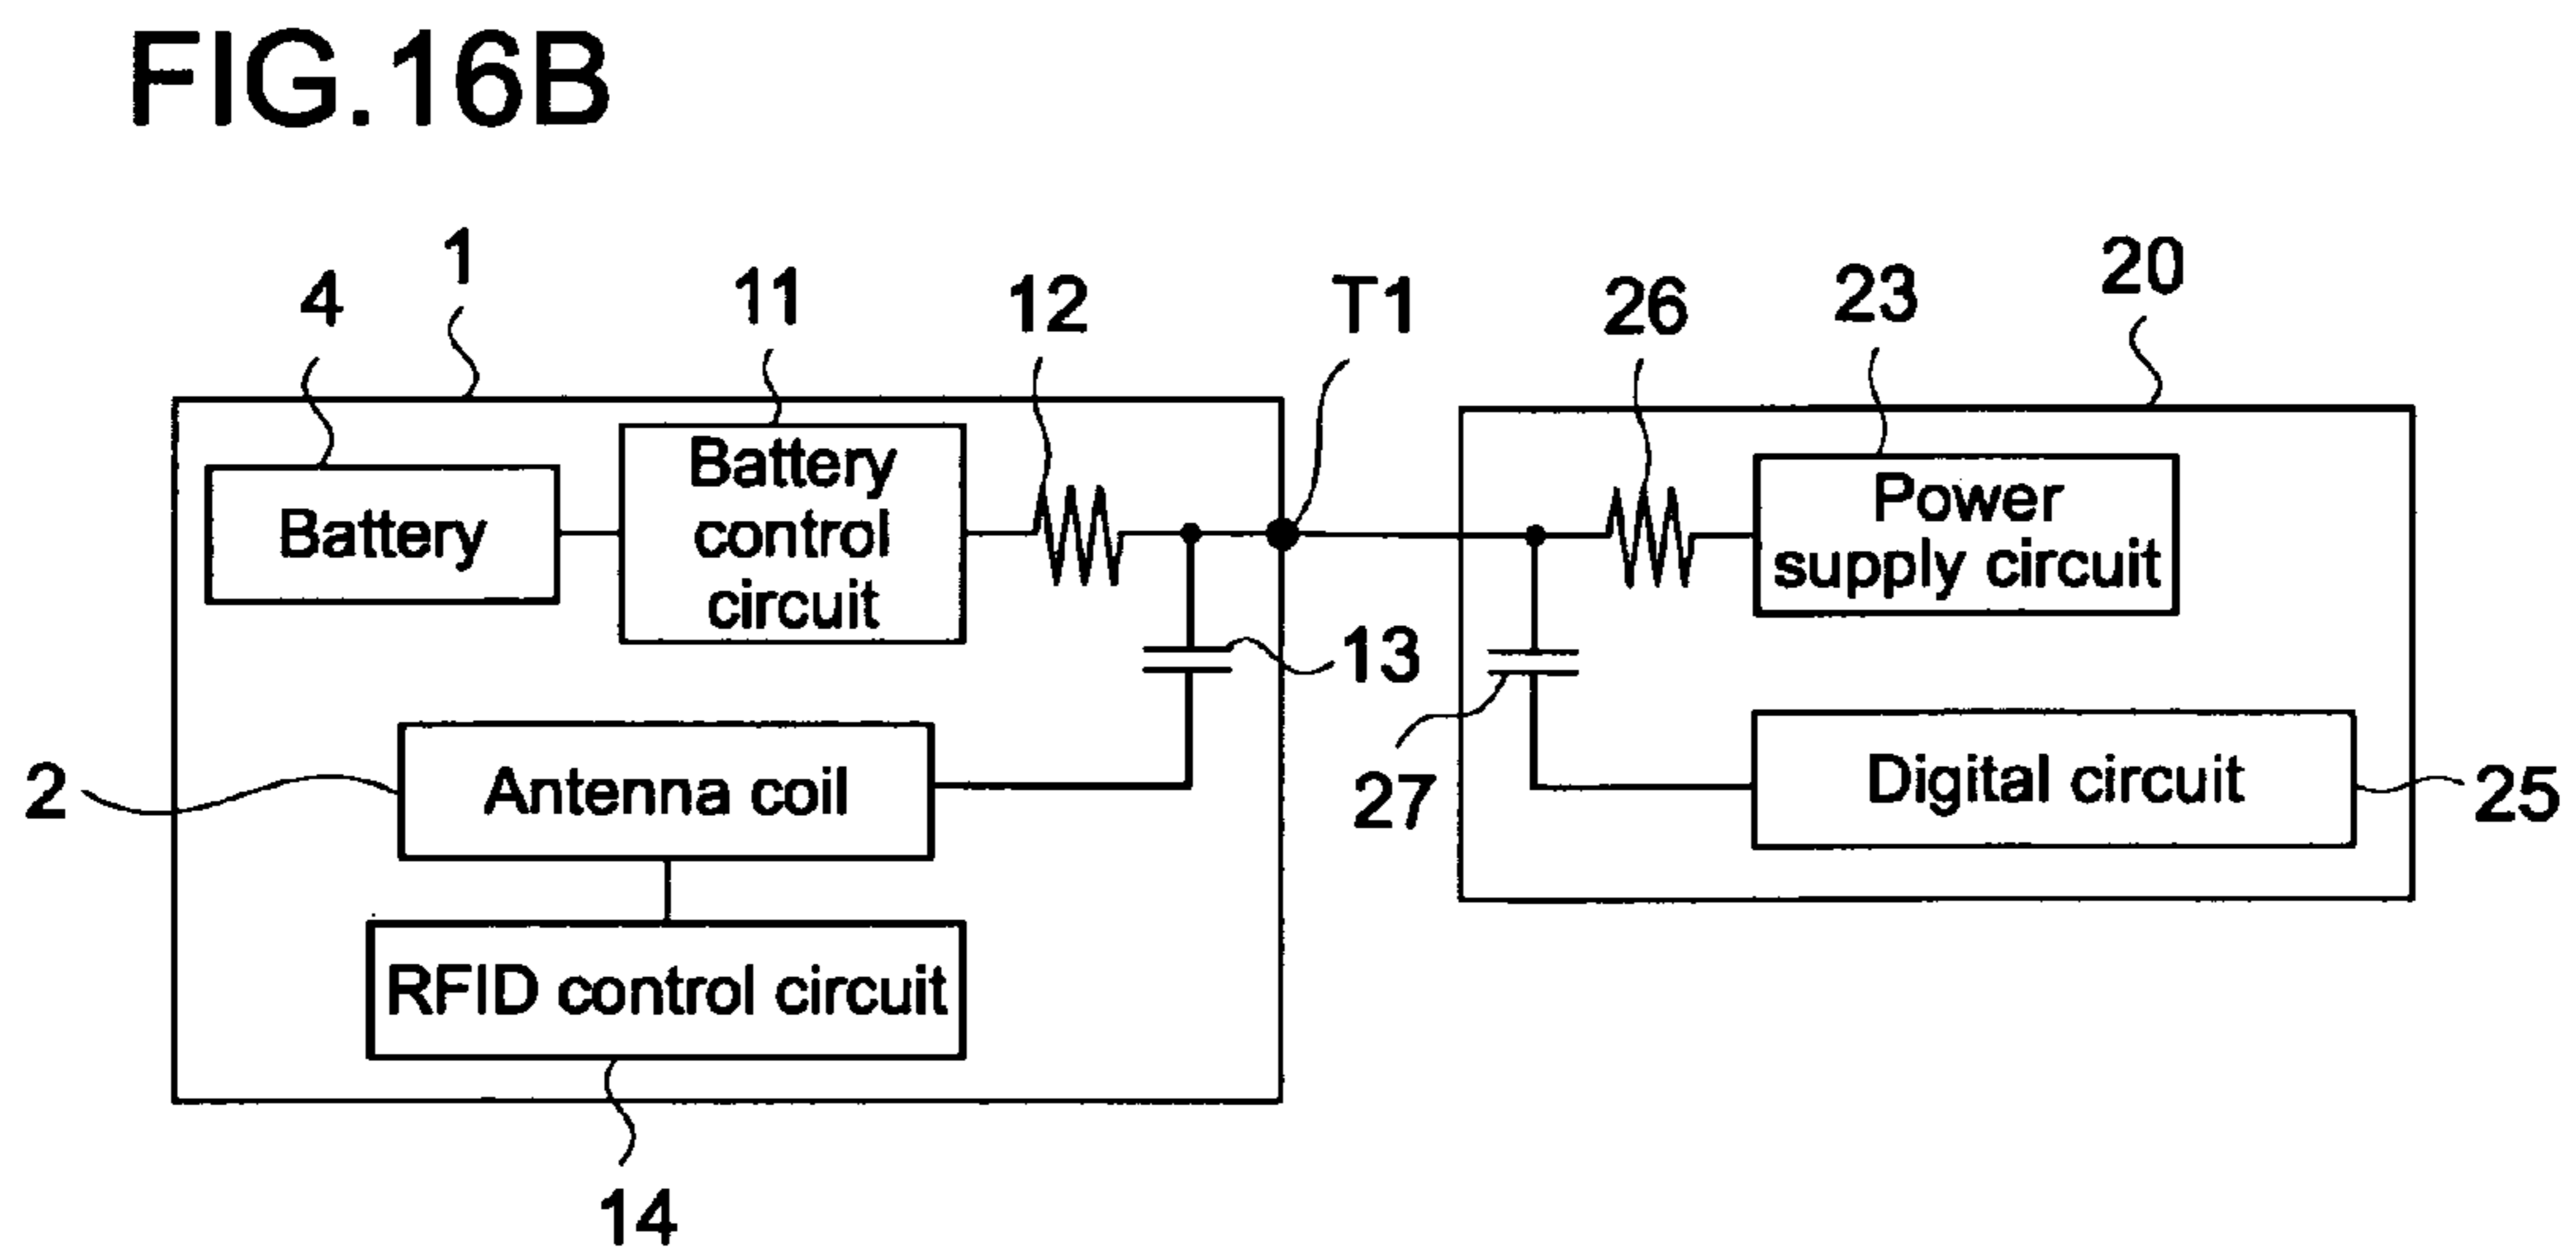 FIG.16B
1
4
11
12
T1
26
23
20
Battery
Battery
control
circuit
Power
supply circuit
13
27
2
Antenna coil
Digital circuit
25
RFID control circuit
14